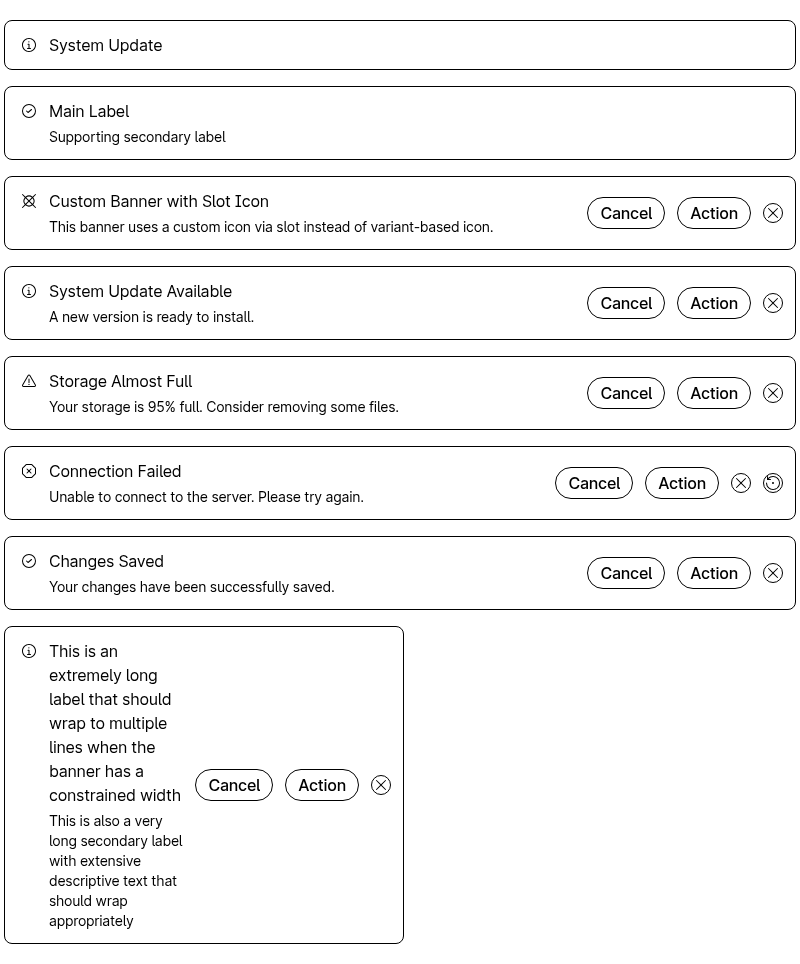 System Update
Main Label
Supporting secondary label
Custom Banner with Slot Icon
This banner uses a custom icon via slot instead of variant-based icon.
Cancel
Action
System Update Available
A new version is ready to install.
Cancel
Action
Storage Almost Full
Your storage is 95% full. Consider removing some files.
Cancel
Action
Connection Failed
Unable to connect to the server. Please try again.
Cancel
Action
Changes Saved
Your changes have been successfully saved.
Cancel
Action
This is an
extremely long
label that should
wrap to multiple
lines when the
banner has a
constrained width
This is also a very
long secondary label
with extensive
descriptive text that
should wrap
appropriately
Cancel
Action